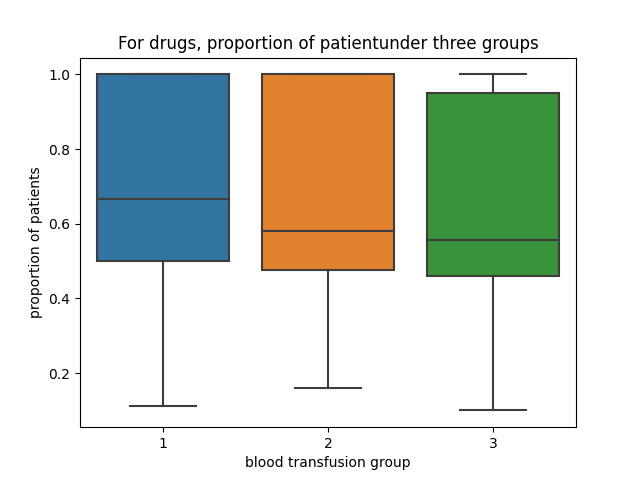 For drugs, proportion of patientunder three groups
1.0
0.8
0.6
0.4
0.2
proportion of patients
1 2 3
blood transfusion group